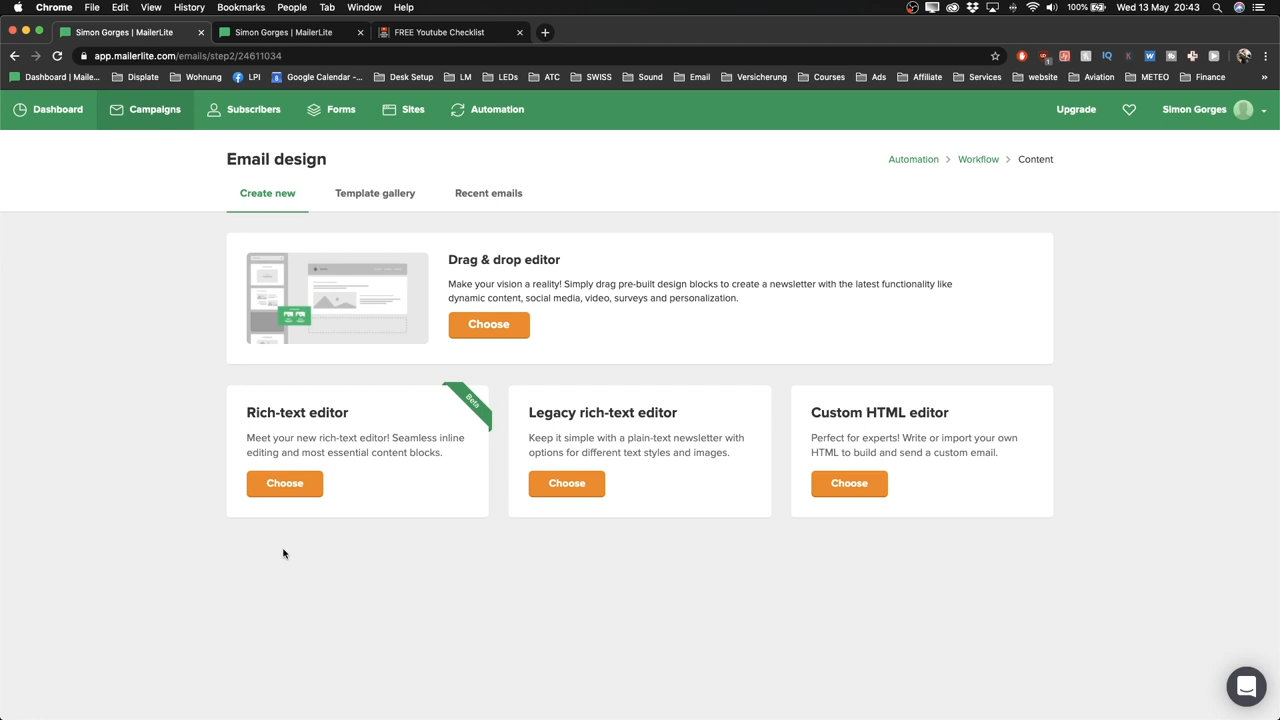 Chrome File Edit View History Bookmarks People Tab Window Help 100% Wed 13 May 20:43
Simon Gorges | MailerLite Simon Gorges | MailerLite FREE Youtube Checklist
app.mailerlite.com/emails/step2/24611034
Dashboard | Maile... Displate Wohnung LPI Google Calendar -... Desk Setup LM LEDs ATC SWISS Sound Email Versicherung Courses Ads Affiliate Services website Aviation METEO Finance »
Dashboard Campaigns Subscribers Forms Sites Automation Upgrade Simon Gorges
Email design
Automation > Workflow > Content
Create new Template gallery Recent emails
Drag & drop editor
Make your vision a reality! Simply drag pre-built design blocks to create a newsletter with the latest functionality like
dynamic content, social media, video, surveys and personalization.
Choose
Beta
Rich-text editor
Meet your new rich-text editor! Seamless inline
editing and most essential content blocks.
Choose
Legacy rich-text editor
Keep it simple with a plain-text newsletter with
options for different text styles and images.
Choose
Custom HTML editor
Perfect for experts! Write or import your own
HTML to build and send a custom email.
Choose